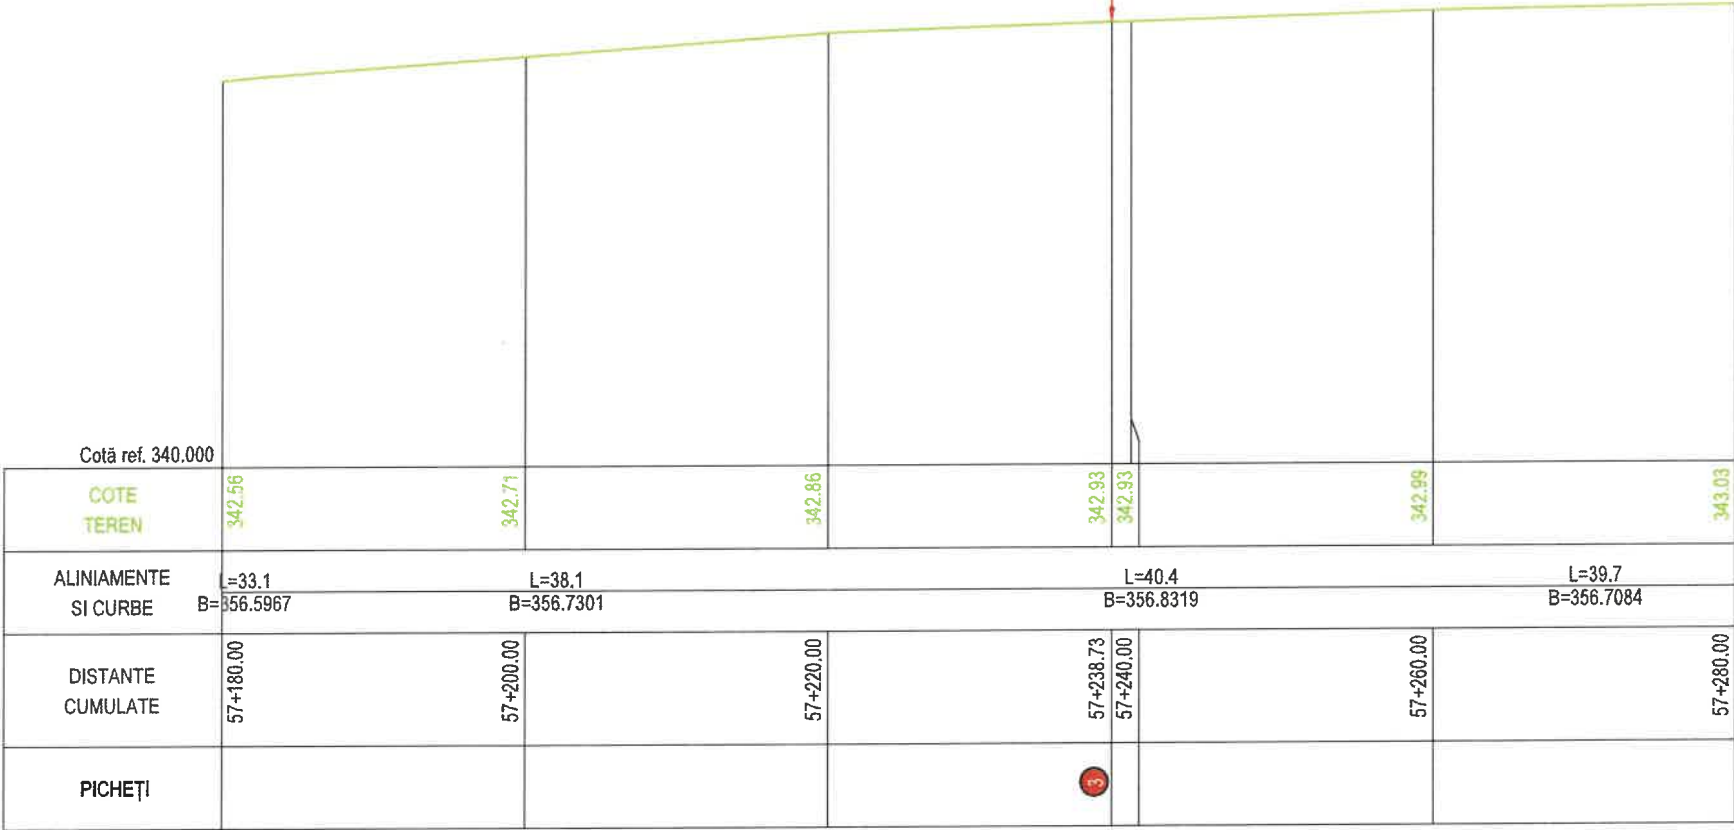 Cotă ref. 340.000
COTE
TEREN
342.56
342.71
342.86
342.93
342.93
342.99
343.03
ALINIAMENTE
SI CURBE
L=33.1
B=356.5967
L=38.1
B=356.7301
L=40.4
B=356.8319
L=39.7
B=356.7084
DISTANTE
CUMULATE
57+180.00
57+200.00
57+220.00
57+238.73
57+240.00
57+260.00
57+280.00
PICHEȚI
3